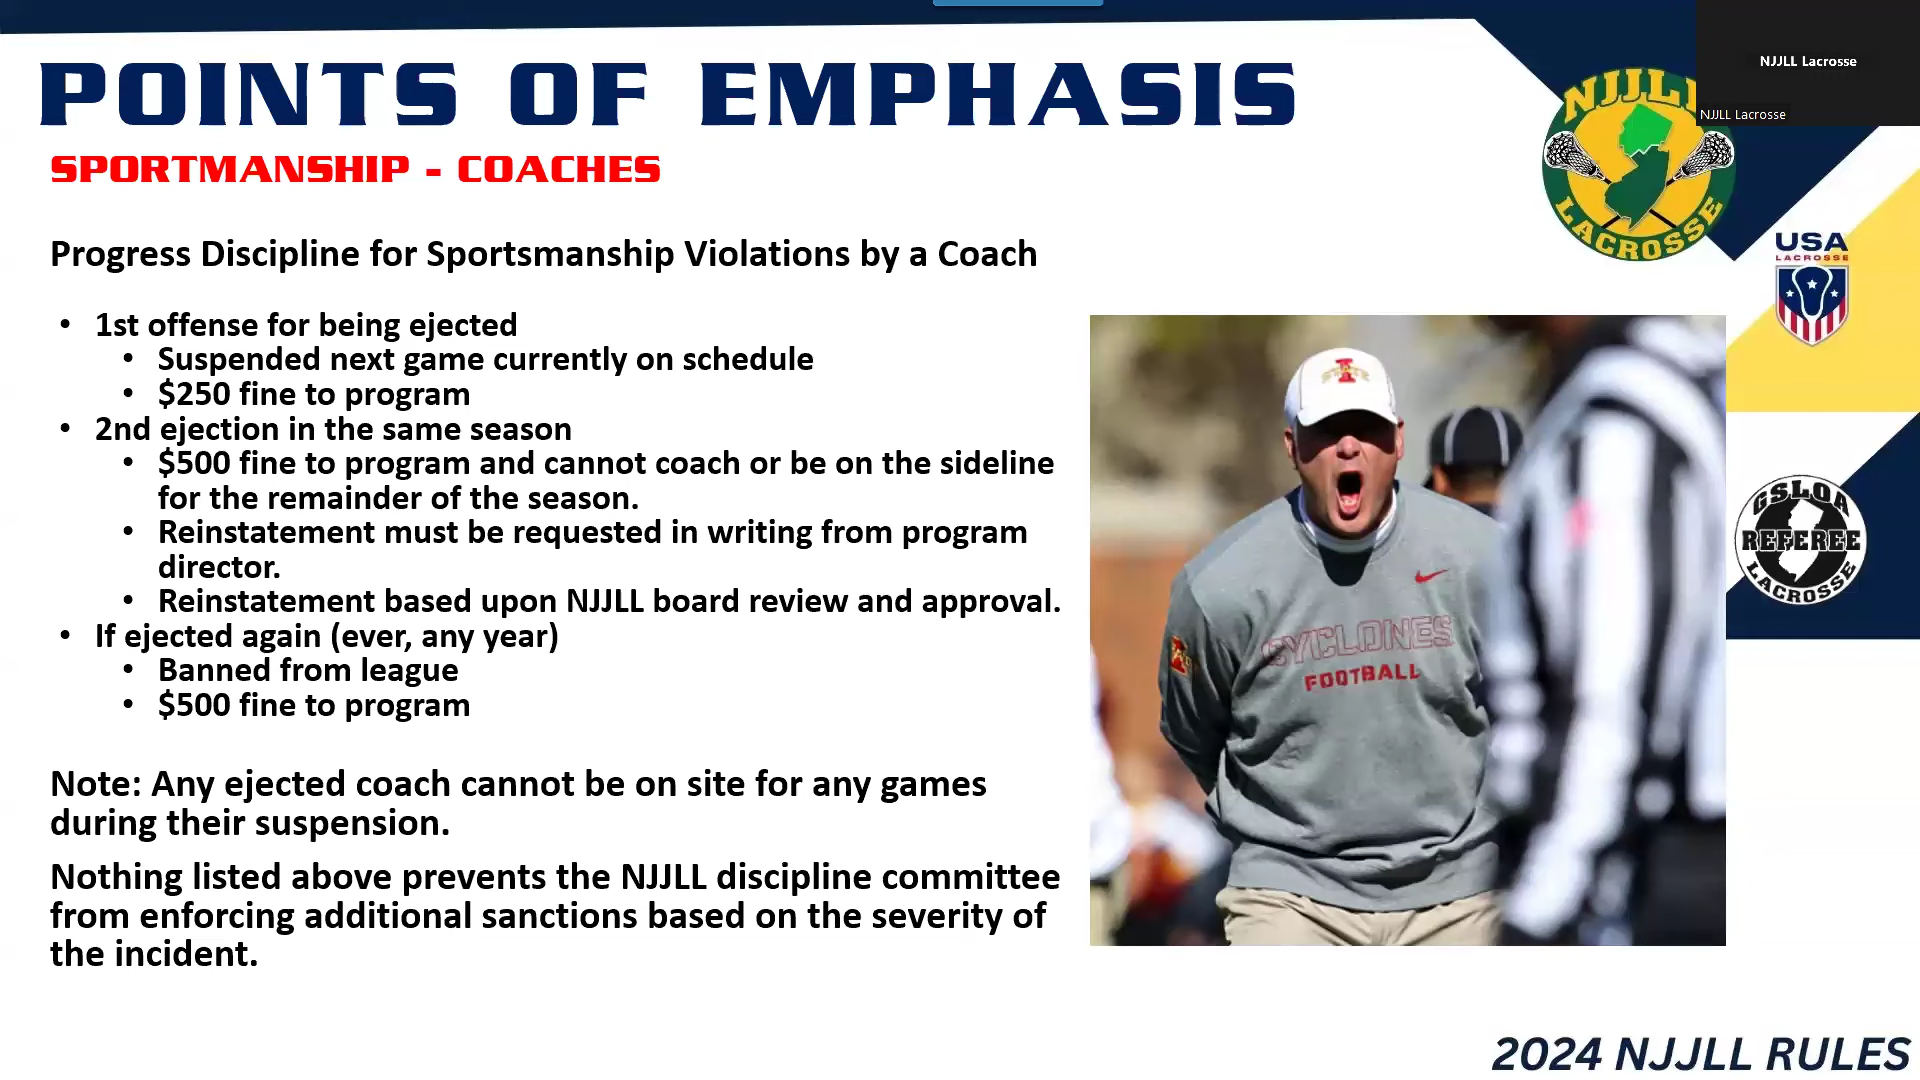 POINTS OF EMPHASIS
SPORTMANSHIP - COACHES
Progress Discipline for Sportsmanship Violations by a Coach
• 1st offense for being ejected
• Suspended next game currently on schedule
• $250 fine to program
• 2nd ejection in the same season
• $500 fine to program and cannot coach or be on the sideline
for the remainder of the season.
• Reinstatement must be requested in writing from program
director.
• Reinstatement based upon NJJLL board review and approval.
• If ejected again (ever, any year)
• Banned from league
• $500 fine to program
Note: Any ejected coach cannot be on site for any games
during their suspension.
Nothing listed above prevents the NJJLL discipline committee
from enforcing additional sanctions based on the severity of
the incident.
I
STATE
CYCLONES
FOOTBALL
NJJLL
LACROSSE
NJJLL Lacrosse
NJJLL Lacrosse
USA
LACROSSE
GSLOA
REFEREE
LACROSSE
2024 NJJLL RULES